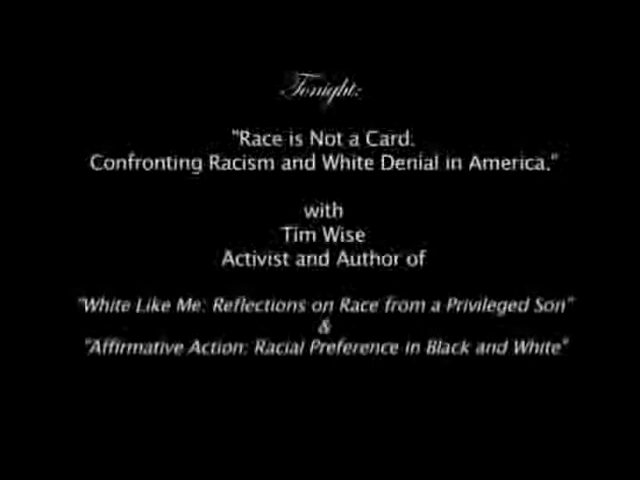 Tonight:
"Race is Not a Card:
Confronting Racism and White Denial in America."
with
Tim Wise
Activist and Author of
"White Like Me: Reflections on Race from a Privileged Son"
&
"Affirmative Action: Racial Preference in Black and White"